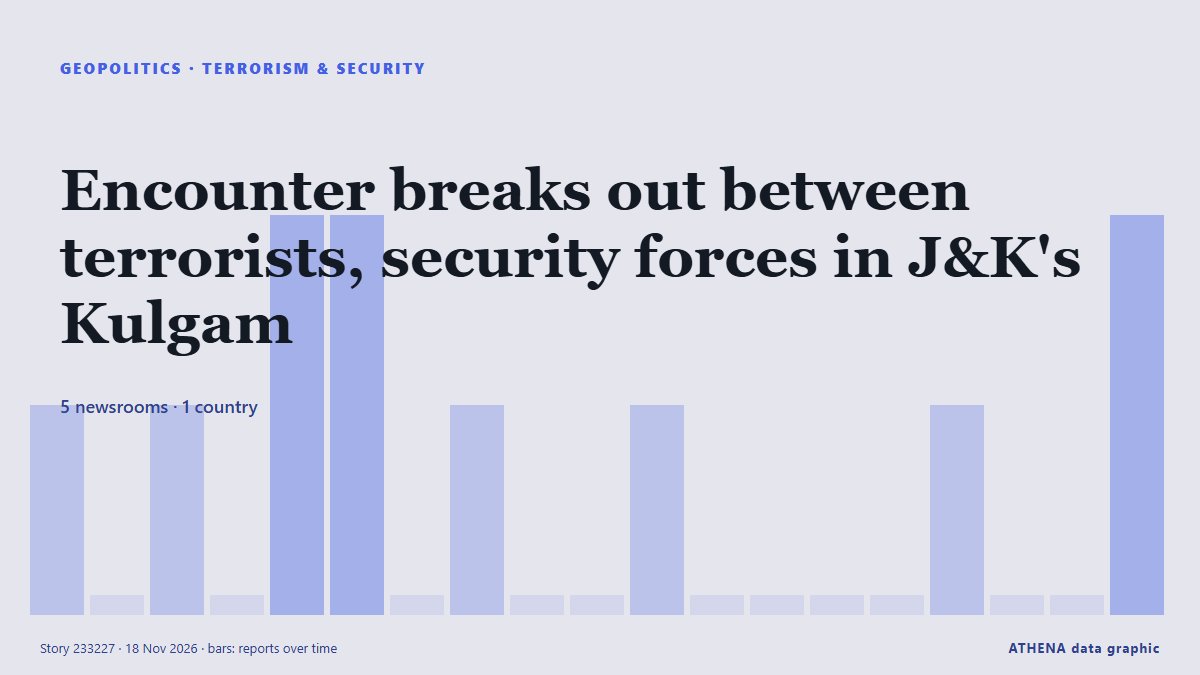 GEOPOLITICS · TERRORISM & SECURITY
Encounter breaks out between
terrorists, security forces in J&K's
Kulgam
5 newsrooms · 1 country
Story 233227 · 18 Nov 2026 · bars: reports over time
ATHENA data graphic